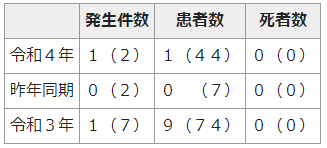 発生件数 患者数 死者数
令和４年 １（２） １（４４） ０（０）
昨年同期 ０（２） ０　（７） ０（０）
令和３年 １（７） ９（７４） ０（０）